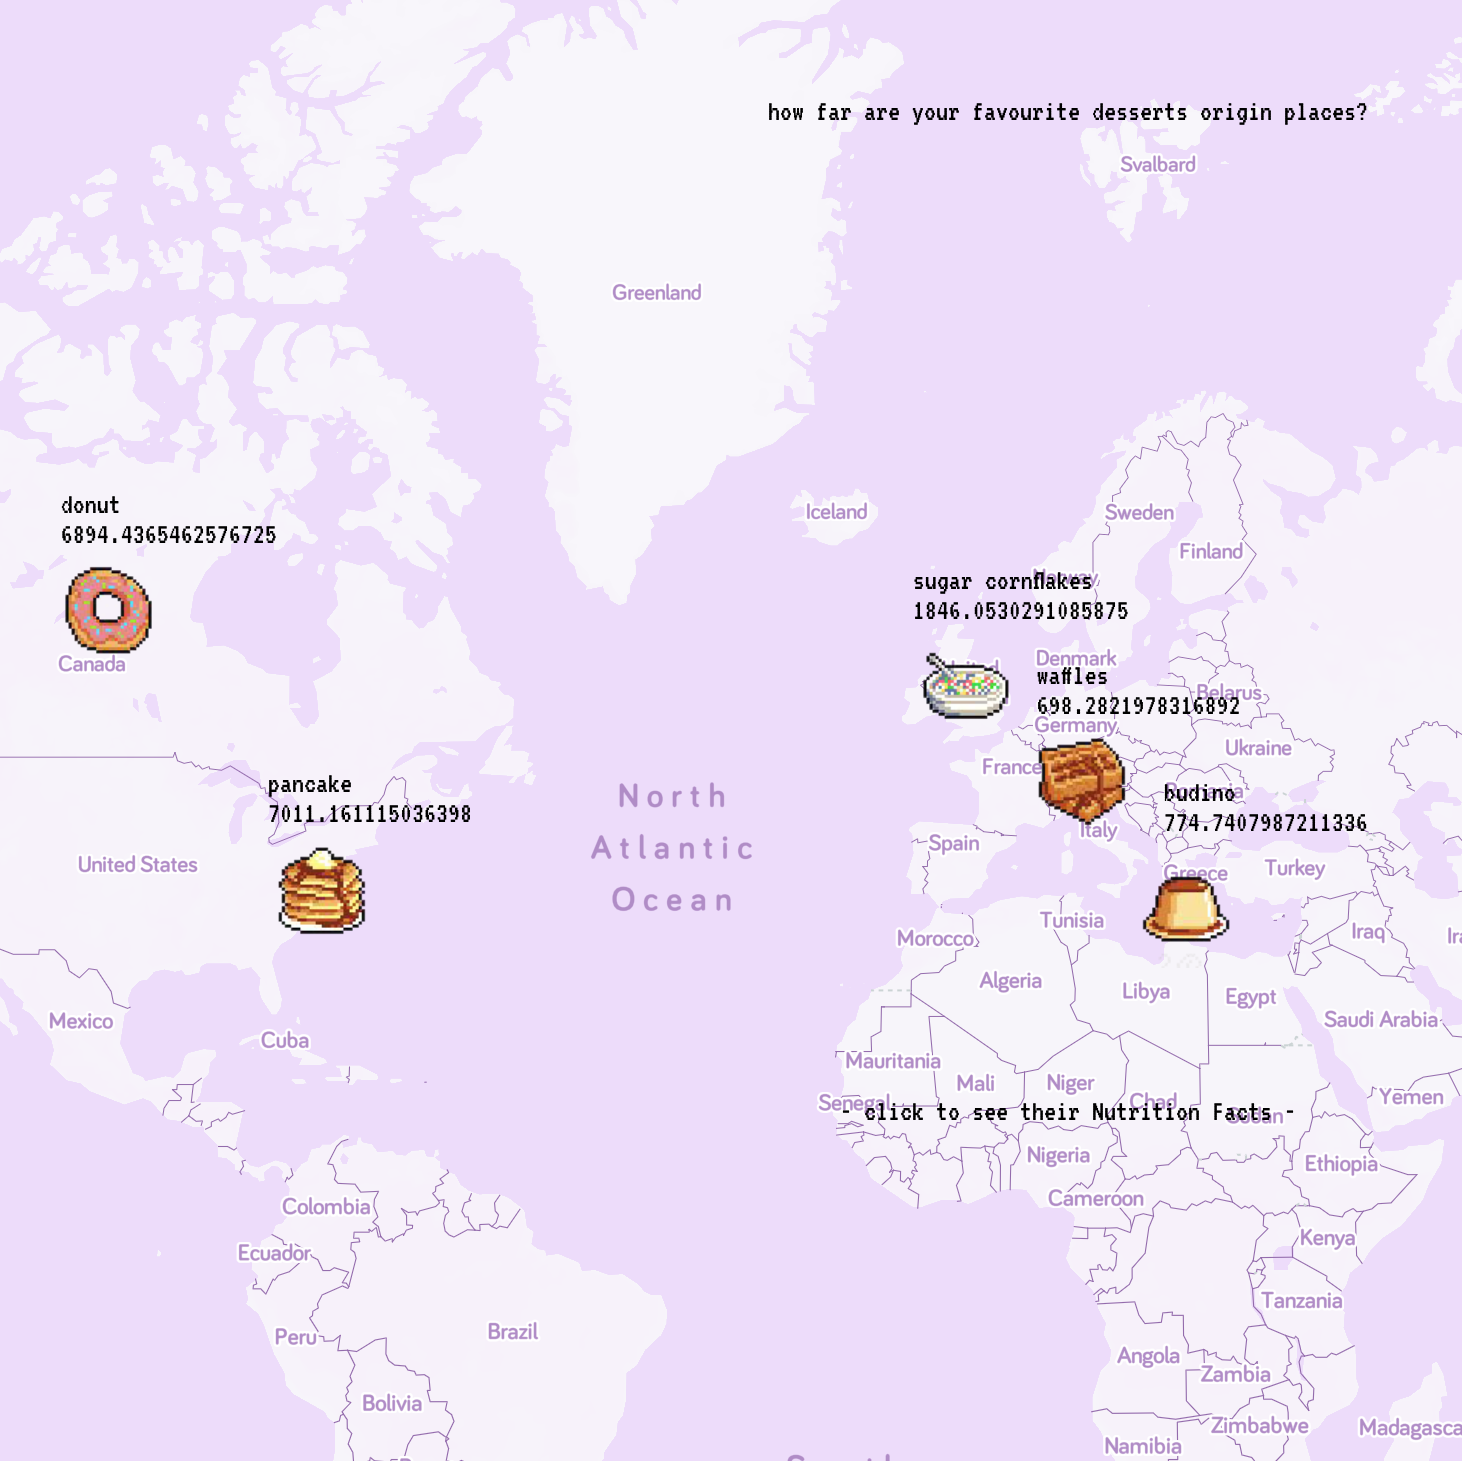 how far are your favourite desserts origin places?
Svalbard
Greenland
donut
6894.4365462576725
Iceland
Sweden
Finland
sugar cornflakes
1846.0530291085875
Canada
Denmark
waffles
698.2821978316892
Belarus
Germany
Ukraine
France
pancake
7011.161115036398
North
Atlantic
Ocean
budino
774.7407987211336
Italy
Spain
United States
Greece
Turkey
Tunisia
Morocco
Iraq
Algeria
Libya
Egypt
Mexico
Saudi Arabia
Cuba
Mauritania
Mali
Niger
Chad
Yemen
Senegal
- click to see their Nutrition Facts -
Sudan
Nigeria
Ethiopia
Cameroon
Colombia
Kenya
Ecuador
Tanzania
Brazil
Peru
Angola
Zambia
Bolivia
Zimbabwe
Madagasca
Namibia